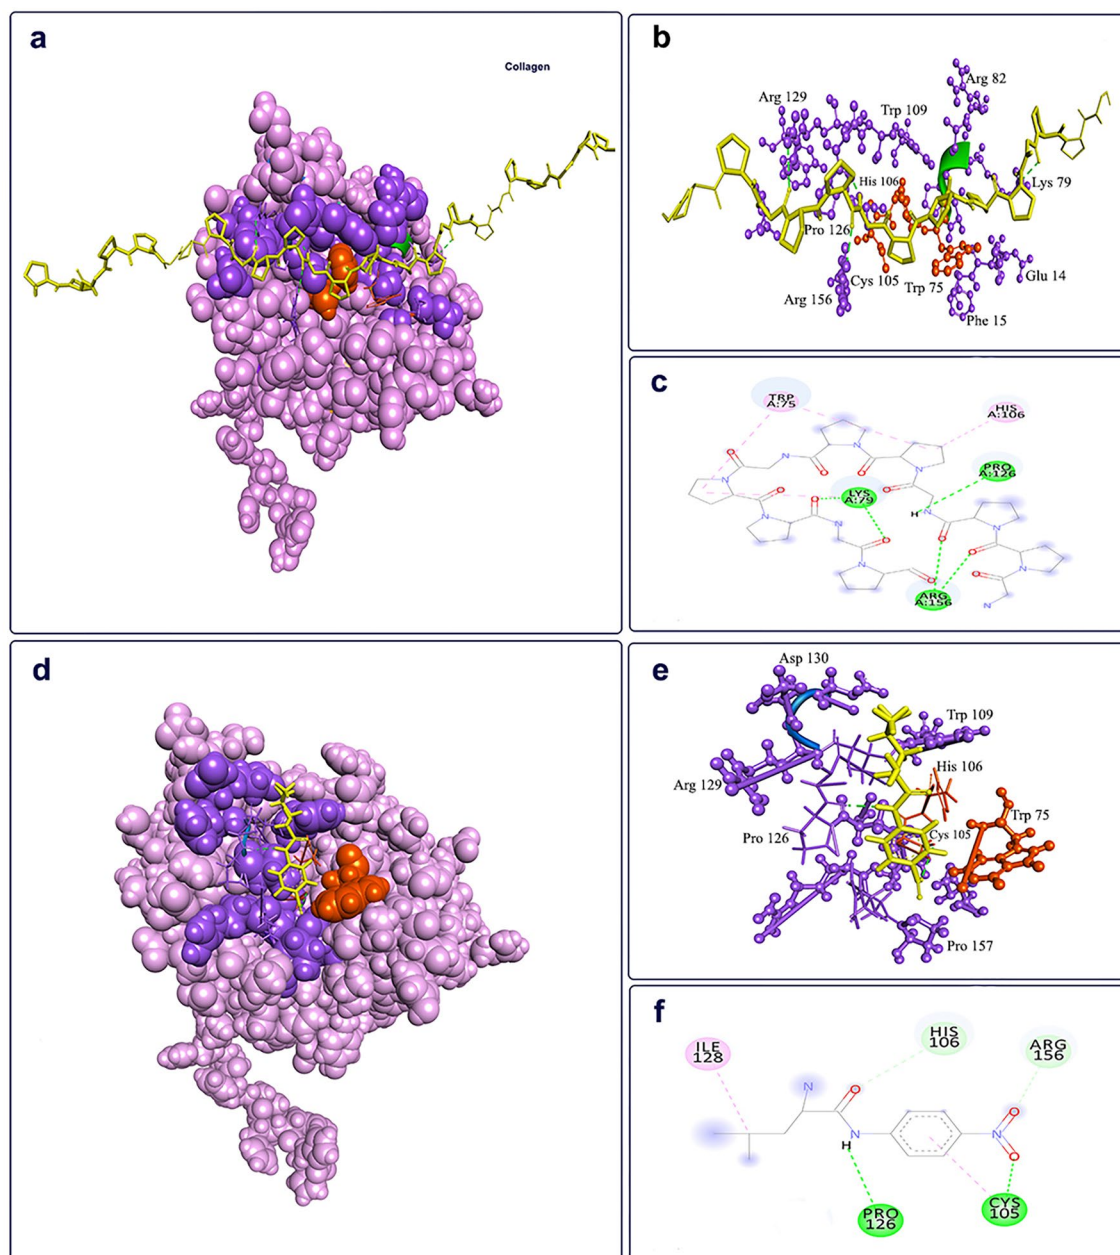 a
Collagen
b
Arg 82
Arg 129
Trp 109
His 106
Lys 79
Pro 126
Cys 105
Trp 75
Glu 14
Arg 156
Phe 15
c
TRP
A:75
HIS
A:106
PRO
A:126
LYS
A:79
O
O
N
N
O
O
N
O
O
O
N
N
O
H
N
N
O
O
O
N
N
O
O
N
O
N
ARG
A:156
d
e
Asp 130
Trp 109
His 106
Arg 129
Trp 75
Pro 126
Cys 105
Pro 157
f
HIS
106
ILE
128
ARG
156
N
O
O
N
H
N
O
PRO
126
CYS
105